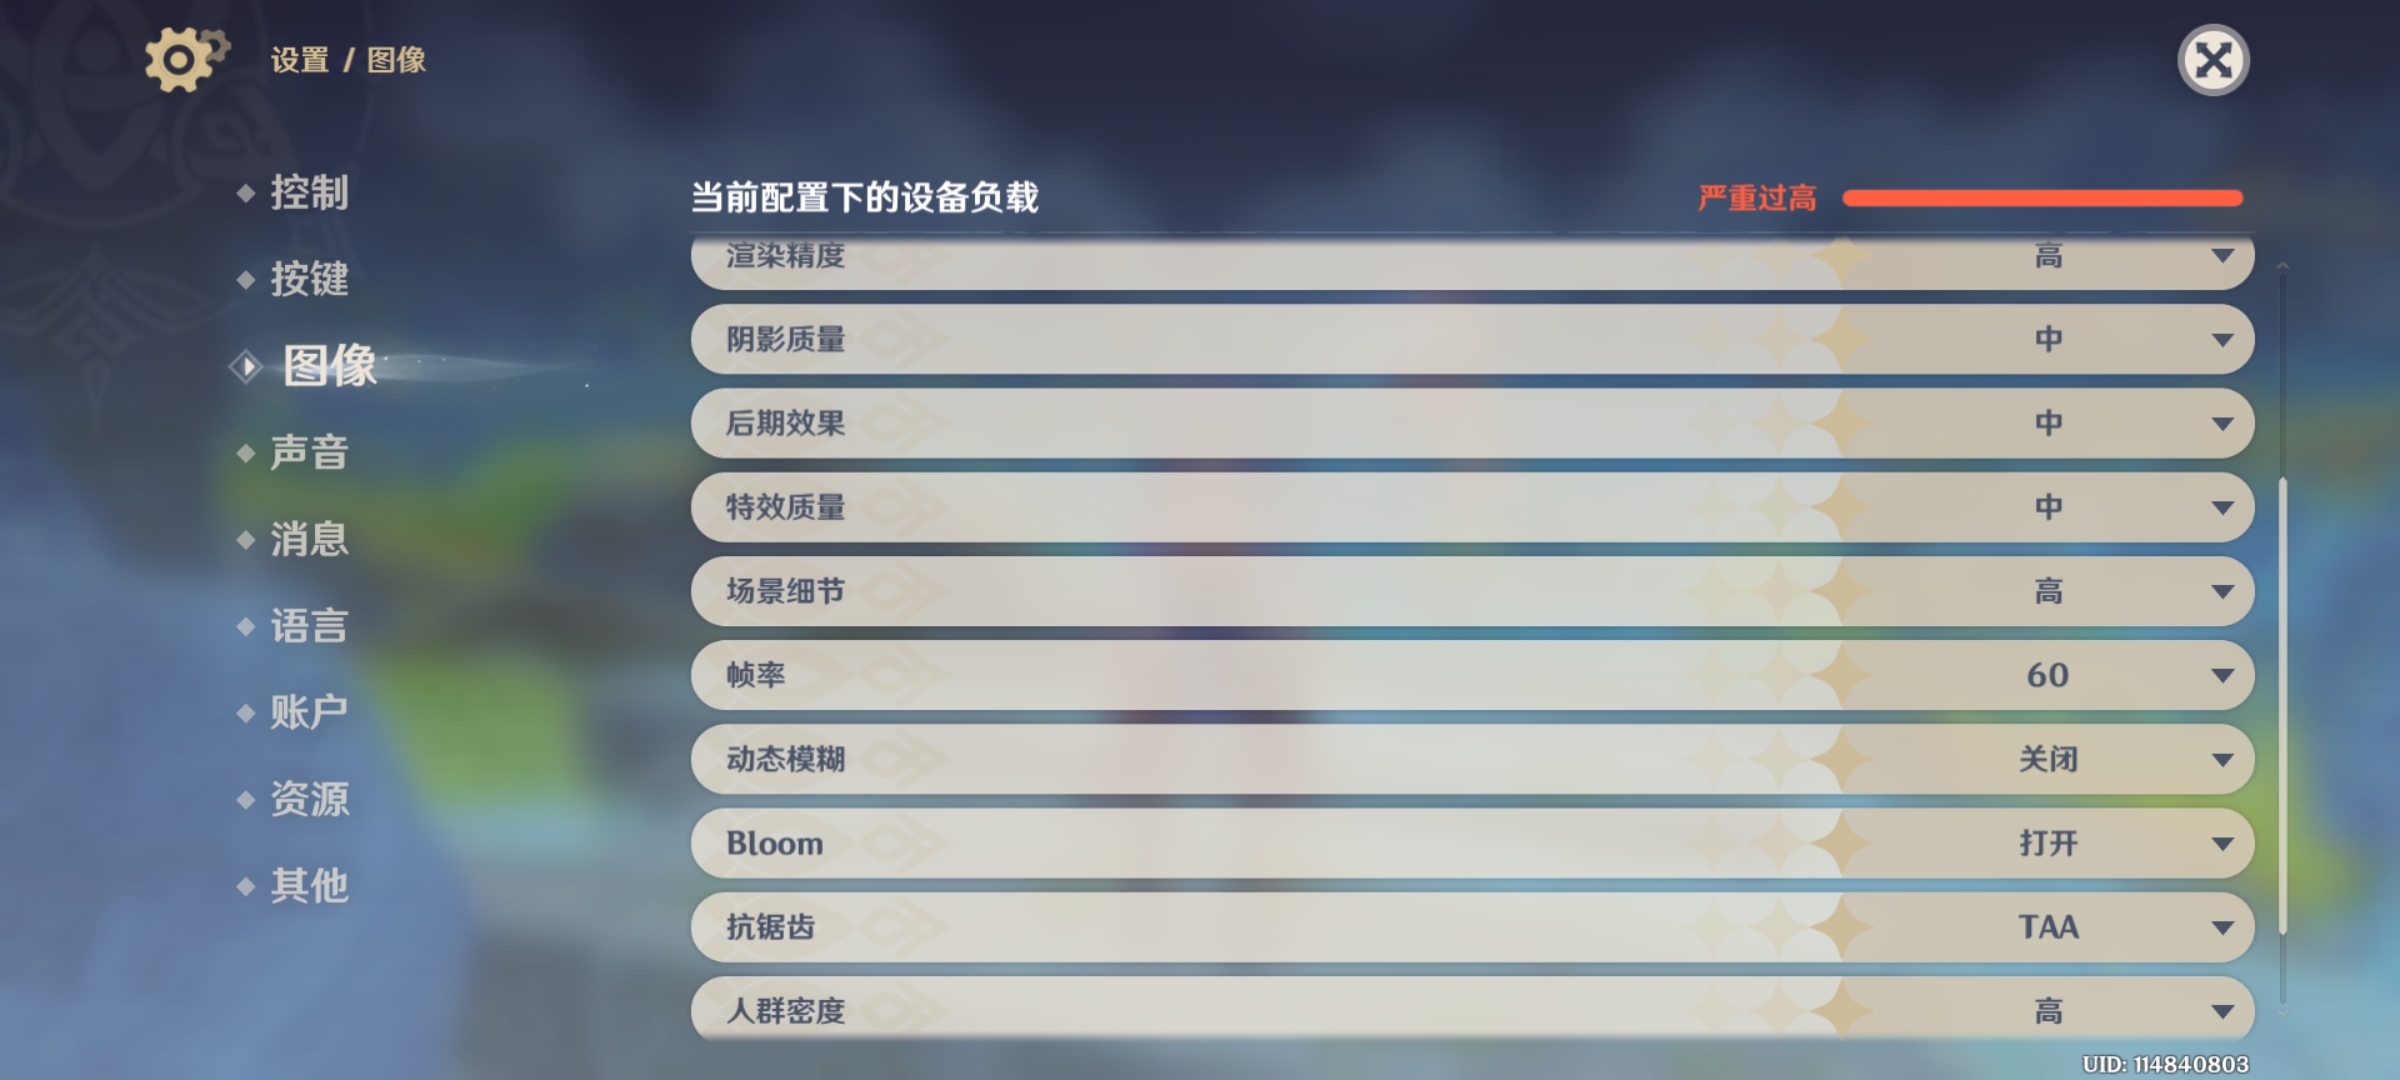 设置 / 图像
控制
按键
图像
声音
消息
语言
账户
资源
其他
当前配置下的设备负载 严重过高
渲染精度 高
阴影质量 中
后期效果 中
特效质量 中
场景细节 高
帧率 60
动态模糊 关闭
Bloom 打开
抗锯齿 TAA
人群密度 高
UID: 114840803